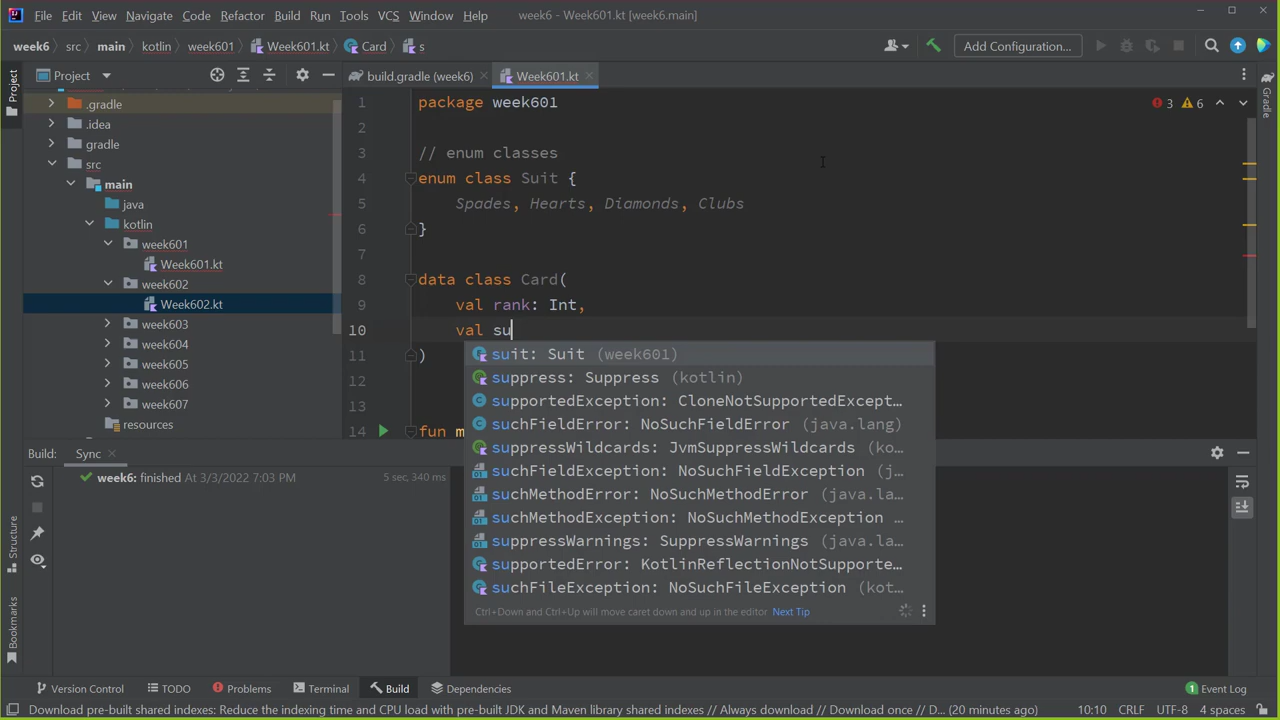 File Edit View Navigate Code Refactor Build Run Tools VCS Window Help week6 - Week601.kt [week6.main]
week6 src main kotlin week601 Week601.kt Card s Add Configuration...
Project
build.gradle (week6) Week601.kt
.gradle
.idea
gradle
src
main
java
kotlin
week601
Week601.kt
week602
Week602.kt
week603
week604
week605
week606
week607
resources
1 package week601
3 6
2
3 // enum classes
4 enum class Suit {
5 Spades, Hearts, Diamonds, Clubs
6 }
7
8 data class Card(
9 val rank: Int,
10 val su
11 )
12
13
14 fun m
suit: Suit (week601)
suppress: Suppress (kotlin)
supportedException: CloneNotSupportedExcept...
suchFieldError: NoSuchFieldError (java.lang)
suppressWildcards: JvmSuppressWildcards (ko...
suchFieldException: NoSuchFieldException (j...
suchMethodError: NoSuchMethodError (java.la...
suchMethodException: NoSuchMethodException ...
suppressWarnings: SuppressWarnings (java.la...
supportedError: KotlinReflectionNotSupporte...
suchFileException: NoSuchFileException (kot...
Ctrl+Down and Ctrl+Up will move caret down and up in the editor Next Tip
Build: Sync
week6: finished At 3/3/2022 7:03 PM 5 sec, 340 ms
Project
Structure
Bookmarks
Gradle
Version Control TODO Problems Terminal Build Dependencies 1 Event Log
Download pre-built shared indexes: Reduce the indexing time and CPU load with pre-built JDK and Maven library shared indexes // Always download // Download once // D... (20 minutes ago) 10:10 CRLF UTF-8 4 spaces